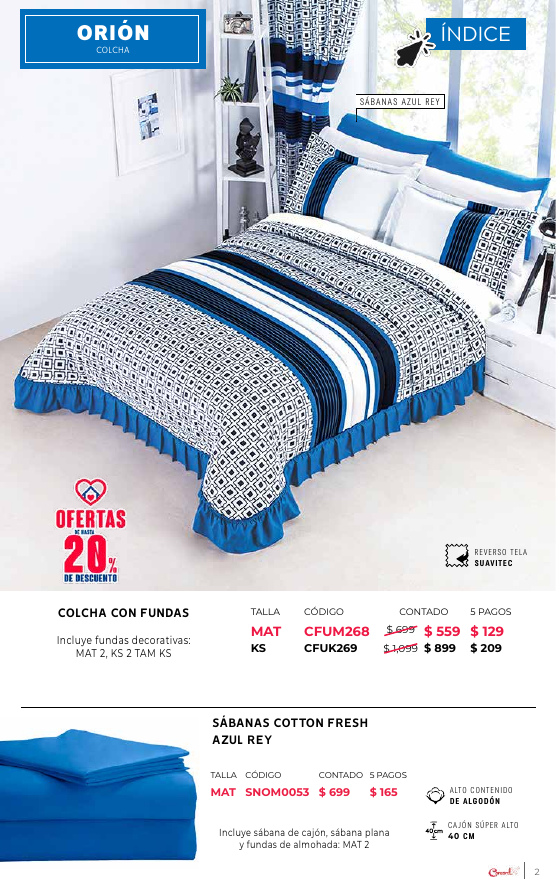 ORIÓN
COLCHA
ÍNDICE
SÁBANAS AZUL REY
OFERTAS
DE HASTA
20%
DE DESCUENTO
REVERSO TELA
SUAVITEC
COLCHA CON FUNDAS
Incluye fundas decorativas:
MAT 2, KS 2 TAM KS
TALLA CÓDIGO CONTADO 5 PAGOS
MAT CFUM268 $ 699 $ 559 $ 129
KS CFUK269 $ 1,099 $ 899 $ 209
SÁBANAS COTTON FRESH
AZUL REY
TALLA CÓDIGO CONTADO 5 PAGOS
MAT SNOM0053 $ 699 $ 165
Incluye sábana de cajón, sábana plana
y fundas de almohada: MAT 2
ALTO CONTENIDO
DE ALGODÓN
40cm
CAJÓN SÚPER ALTO
40 CM
2